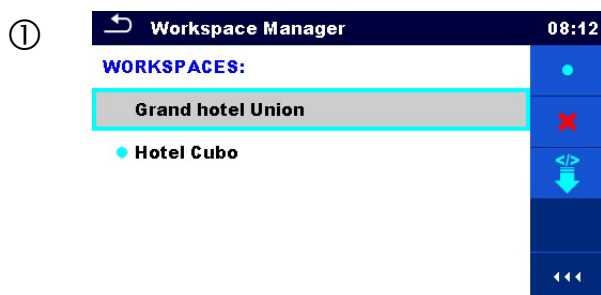 ①
Workspace Manager 08:12
WORKSPACES:
Grand hotel Union
Hotel Cubo
</>